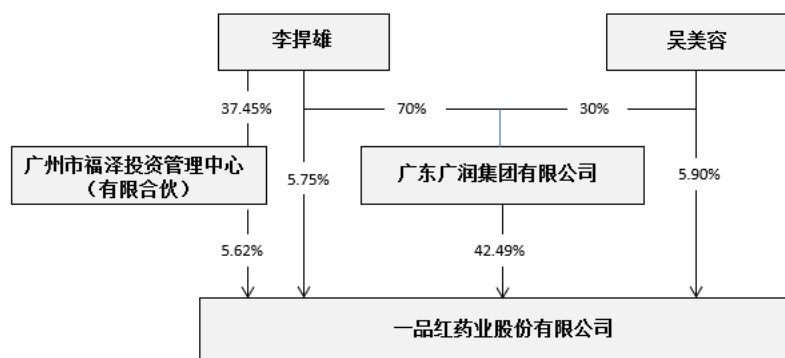 李捍雄
吴美容
37.45%
70%
30%
广州市福泽投资管理中心
（有限合伙）
5.75%
广东广润集团有限公司
5.90%
5.62%
42.49%
一品红药业股份有限公司